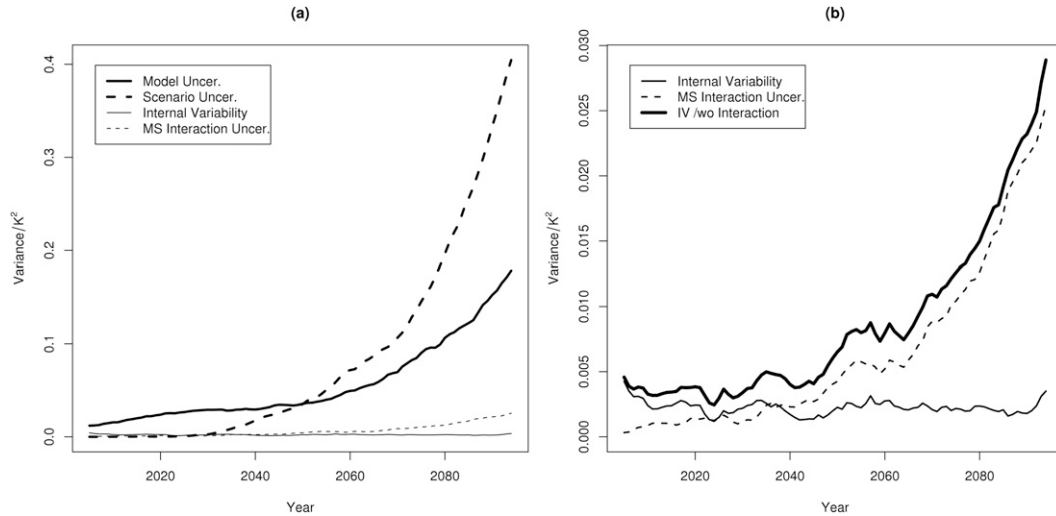 (a)
Variance/K²
0.4
0.3
0.2
0.1
0.0
Model Uncer.
Scenario Uncer.
Internal Variability
MS Interaction Uncer.
2020 2040 2060 2080
Year
(b)
Variance/K²
0.030
0.025
0.020
0.015
0.010
0.005
0.000
Internal Variability
MS Interaction Uncer.
IV /wo Interaction
2020 2040 2060 2080
Year